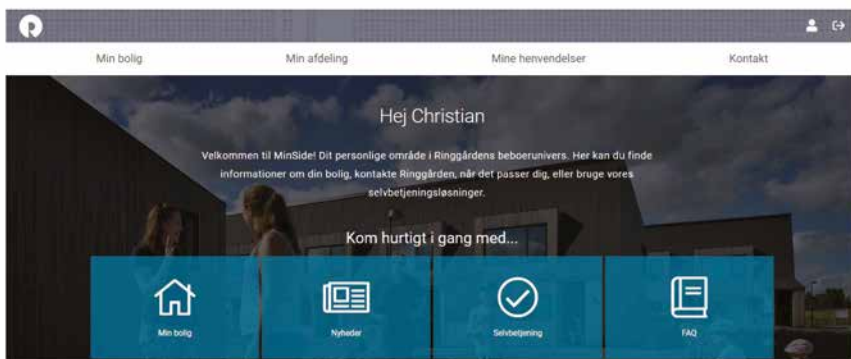 Min bolig
Min afdeling
Mine henvendelser
Kontakt
Hej Christian
Velkommen til MinSide! Dit personlige område i Ringgårdens beboerunivers. Her kan du finde
informationer om din bolig, kontakte Ringgården, når det passer dig, eller bruge vores
selvbetjeningsløsninger.
Kom hurtigt i gang med...
Min bolig
Nyheder
Selvbetjening
FAQ